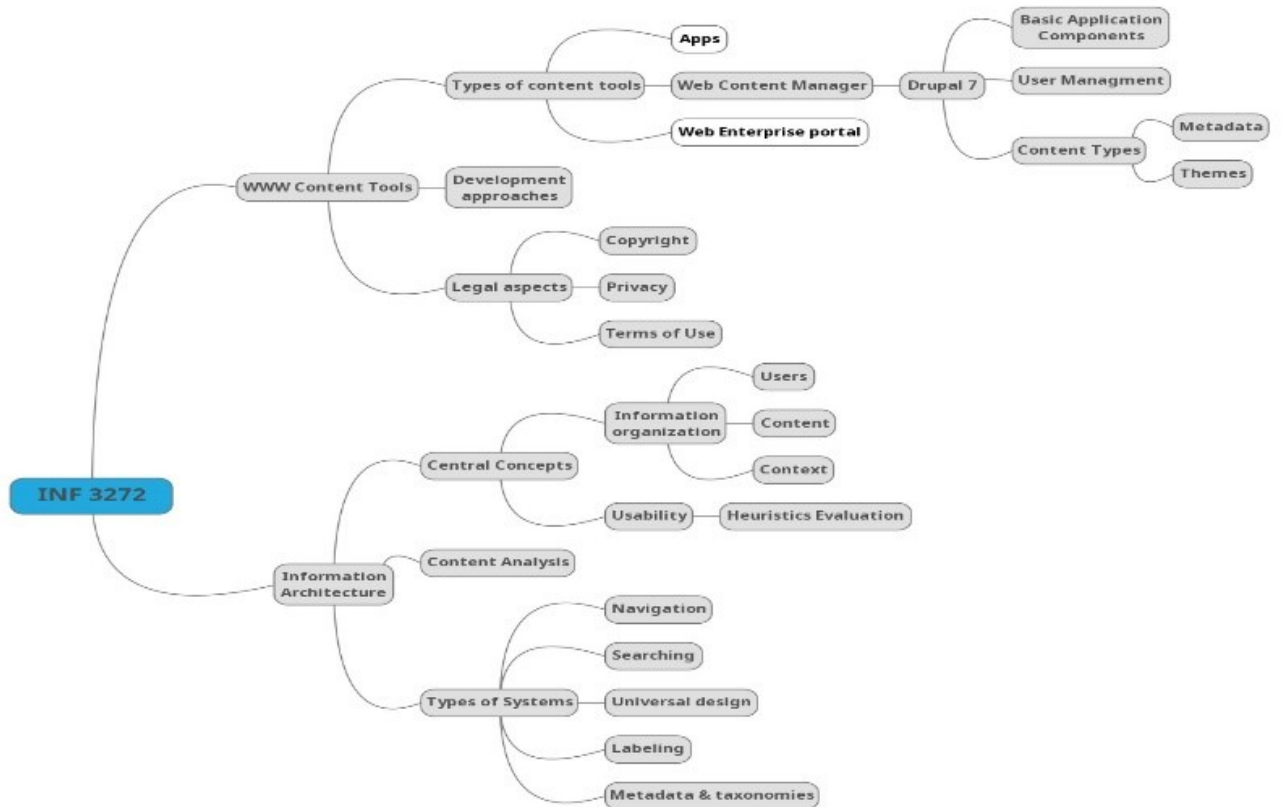 Basic Application
Components
Apps
Types of content tools
Web Content Manager
Drupal 7
User Managment
Web Enterprise portal
Content Types
Metadata
Themes
WWW Content Tools
Development
approaches
Copyright
Legal aspects
Privacy
Terms of Use
Users
Information
organization
Content
Central Concepts
Context
INF 3272
Usability
Heuristics Evaluation
Content Analysis
Information
Architecture
Navigation
Searching
Types of Systems
Universal design
Labeling
Metadata & taxonomies